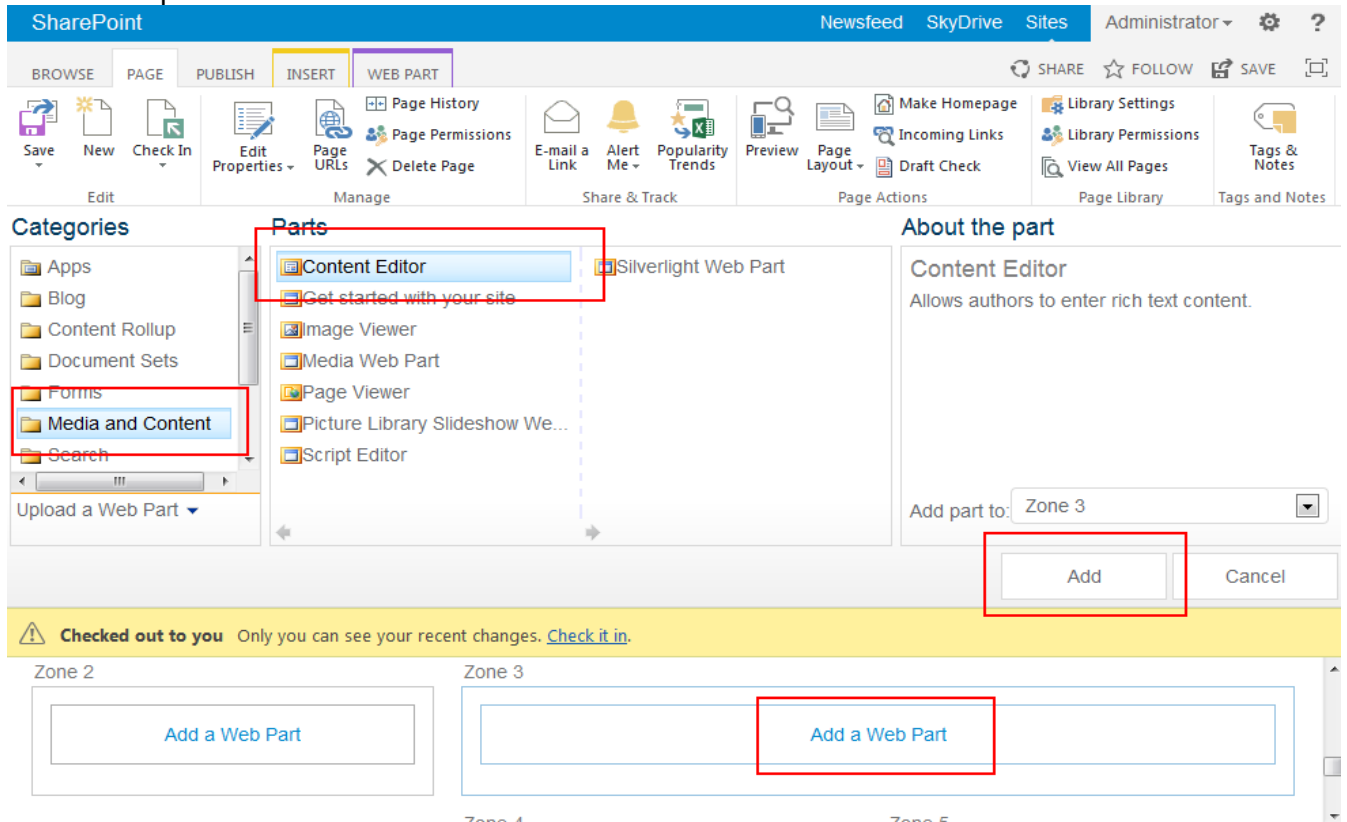 SharePoint
Newsfeed SkyDrive Sites Administrator ?
BROWSE PAGE PUBLISH INSERT WEB PART
SHARE FOLLOW SAVE
Save
New
Check In
Edit
Edit Properties
Page URLs
Page History
Page Permissions
Delete Page
Manage
E-mail a Link
Alert Me
Popularity Trends
Share & Track
Preview
Page Layout
Make Homepage
Incoming Links
Draft Check
Page Actions
Library Settings
Library Permissions
View All Pages
Page Library
Tags & Notes
Tags and Notes
Categories
Apps
Blog
Content Rollup
Document Sets
Forms
Media and Content
Search
Upload a Web Part
Parts
Content Editor
Get started with your site
Image Viewer
Media Web Part
Page Viewer
Picture Library Slideshow We...
Script Editor
Silverlight Web Part
About the part
Content Editor
Allows authors to enter rich text content.
Add part to: Zone 3
Add
Cancel
Checked out to you Only you can see your recent changes. Check it in.
Zone 2
Add a Web Part
Zone 3
Add a Web Part
Zone 4
Zone 5